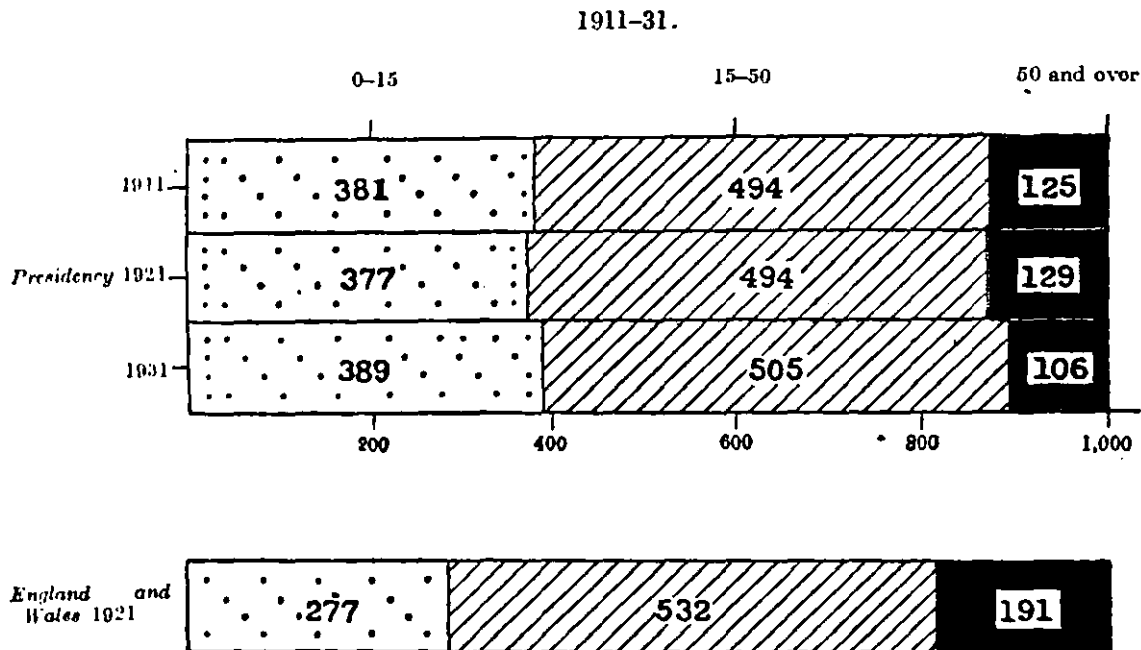 1911–31.
0–15 15–50 50 and over
1911 381 494 125
Presidency 1921 377 494 129
1931 389 505 106
200 400 600 800 1,000
England and
Wales 1921
277 532 191